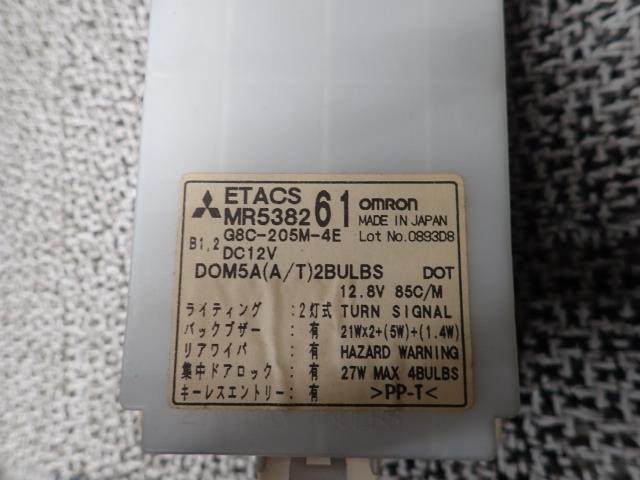 ETACS
MR538261 OMRON
MADE IN JAPAN
B1,2 G8C-205M-4E Lot No.0893D8
DC12V
DOM5A(A/T)2BULBS DOT
12.8V 85C/M
ライティング :2灯式 TURN SIGNAL
バックブザー :有 21W×2+(5W)+(1.4W)
リアワイパ :有 HAZARD WARNING
集中ドアロック:有 27W MAX 4BULBS
キーレスエントリー:有 >PP-T<